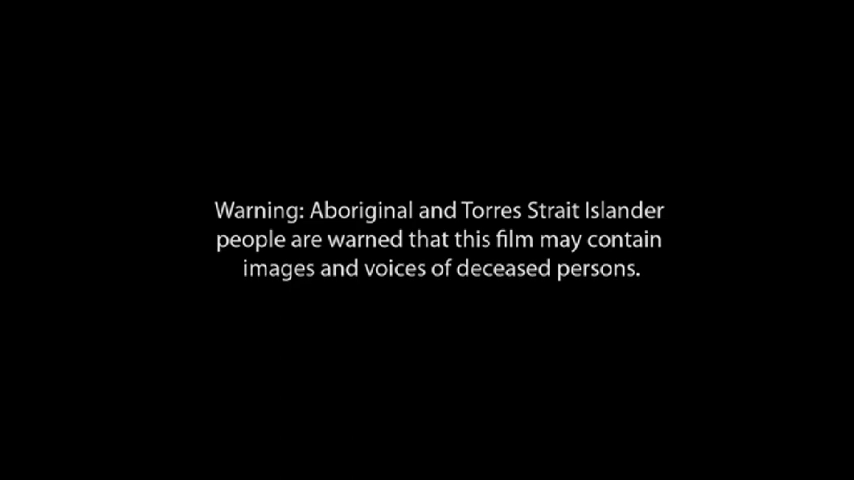 Warning: Aboriginal and Torres Strait Islander
people are warned that this film may contain
images and voices of deceased persons.